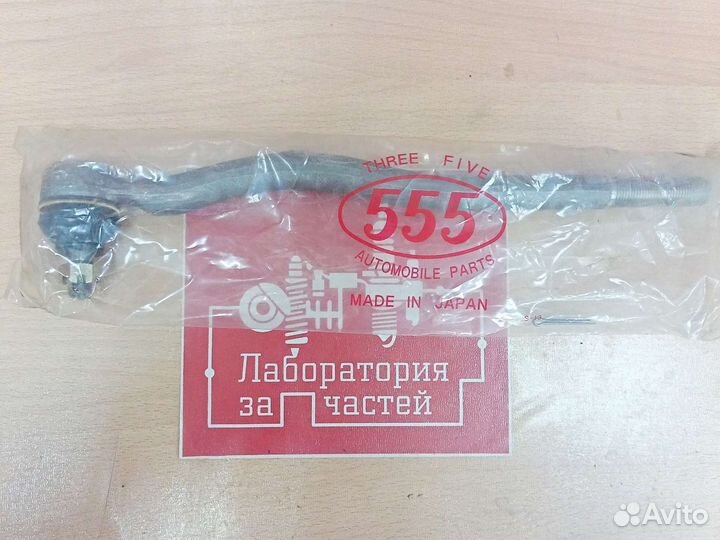 THREE FIVE
555
AUTOMOBILE PARTS
MADE IN JAPAN
Лаборатория
за частей
Avito